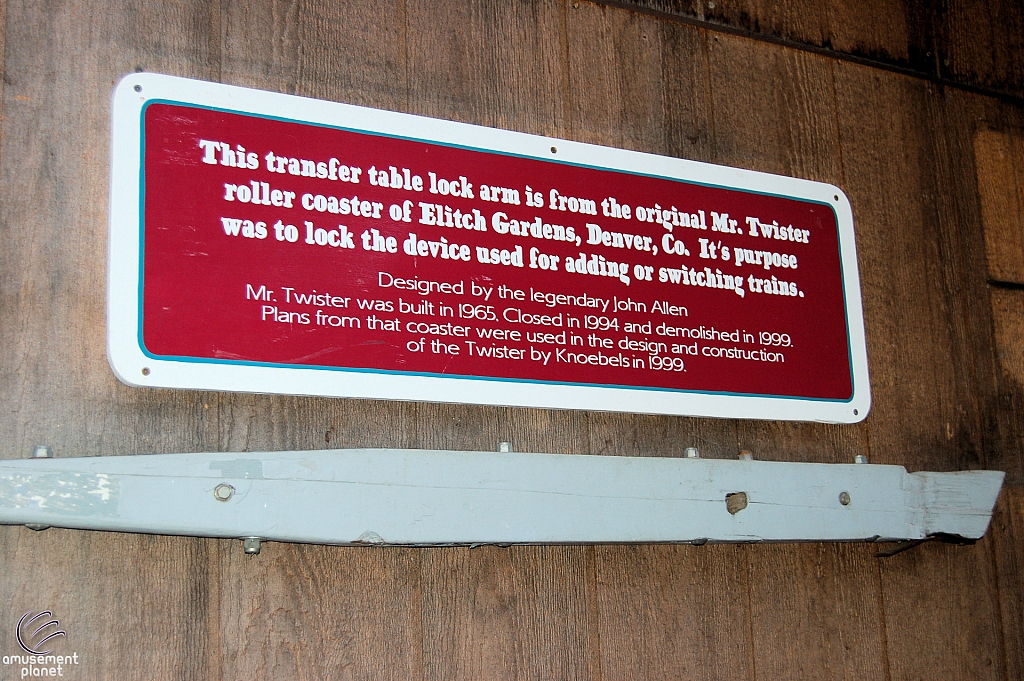 This transfer table lock arm is from the original Mr. Twister
roller coaster of Elitch Gardens, Denver, Co. It's purpose
was to lock the device used for adding or switching trains.
Designed by the legendary John Allen
Mr. Twister was built in 1965. Closed in 1994 and demolished in 1999.
Plans from that coaster were used in the design and construction
of the Twister by Knoebels in 1999.
amusement
planet